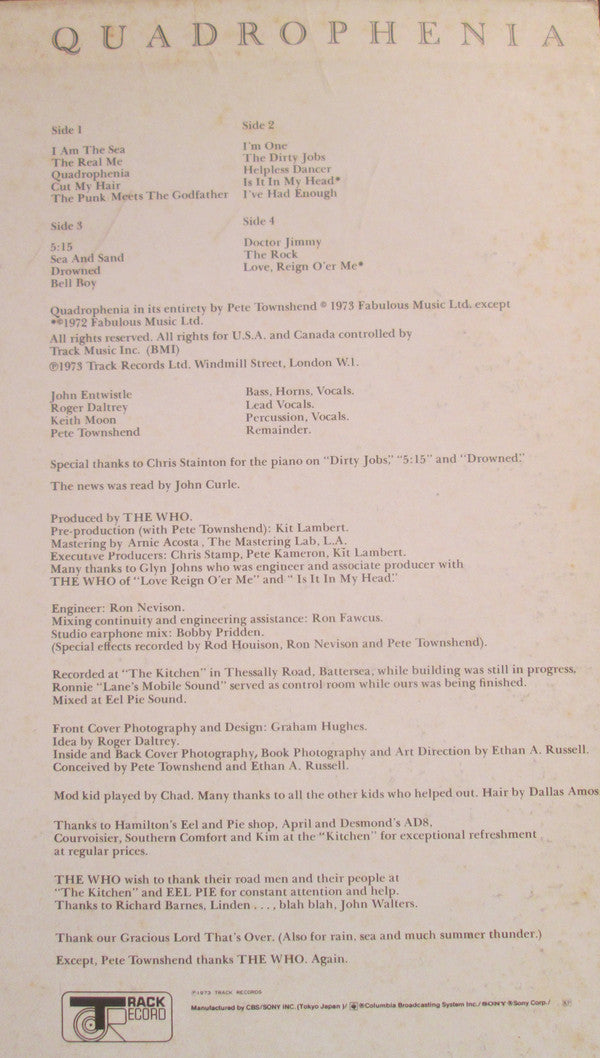 QUADROPHENIA
Side 1
I Am The Sea
The Real Me
Quadrophenia
Cut My Hair
The Punk Meets The Godfather
Side 2
I'm One
The Dirty Jobs
Helpless Dancer
Is It In My Head*
I've Had Enough
Side 3
5:15
Sea And Sand
Drowned
Bell Boy
Side 4
Doctor Jimmy
The Rock
Love, Reign O'er Me*
Quadrophenia in its entirety by Pete Townshend © 1973 Fabulous Music Ltd. except
*©1972 Fabulous Music Ltd.
All rights reserved. All rights for U.S.A. and Canada controlled by
Track Music Inc. (BMI)
℗1973 Track Records Ltd. Windmill Street, London W.1.
John Entwistle Bass, Horns, Vocals.
Roger Daltrey Lead Vocals.
Keith Moon Percussion, Vocals.
Pete Townshend Remainder.
Special thanks to Chris Stainton for the piano on "Dirty Jobs," "5:15" and "Drowned."
The news was read by John Curle.
Produced by THE WHO.
Pre-production (with Pete Townshend): Kit Lambert.
Mastering by Arnie Acosta, The Mastering Lab, L.A.
Executive Producers: Chris Stamp, Pete Kameron, Kit Lambert.
Many thanks to Glyn Johns who was engineer and associate producer with
THE WHO of "Love Reign O'er Me" and " Is It In My Head."
Engineer: Ron Nevison.
Mixing continuity and engineering assistance: Ron Fawcus.
Studio earphone mix: Bobby Pridden.
(Special effects recorded by Rod Houison, Ron Nevison and Pete Townshend).
Recorded at "The Kitchen" in Thessally Road, Battersea, while building was still in progress.
Ronnie "Lane's Mobile Sound" served as control room while ours was being finished.
Mixed at Eel Pie Sound.
Front Cover Photography and Design: Graham Hughes.
Idea by Roger Daltrey.
Inside and Back Cover Photography, Book Photography and Art Direction by Ethan A. Russell.
Conceived by Pete Townshend and Ethan A. Russell.
Mod kid played by Chad. Many thanks to all the other kids who helped out. Hair by Dallas Amos
Thanks to Hamilton's Eel and Pie shop, April and Desmond's AD8.
Courvoisier, Southern Comfort and Kim at the "Kitchen" for exceptional refreshment
at regular prices.
THE WHO wish to thank their road men and their people at
"The Kitchen" and EEL PIE for constant attention and help.
Thanks to Richard Barnes, Linden . . . , blah blah, John Walters.
Thank our Gracious Lord That's Over. (Also for rain, sea and much summer thunder.)
Except, Pete Townshend thanks THE WHO. Again.
TRACK
RECORD
℗1973 TRACK RECORDS
Manufactured by CBS/SONY INC. (Tokyo Japan)/ ®Columbia Broadcasting System Inc./ SONY ®Sony Corp./